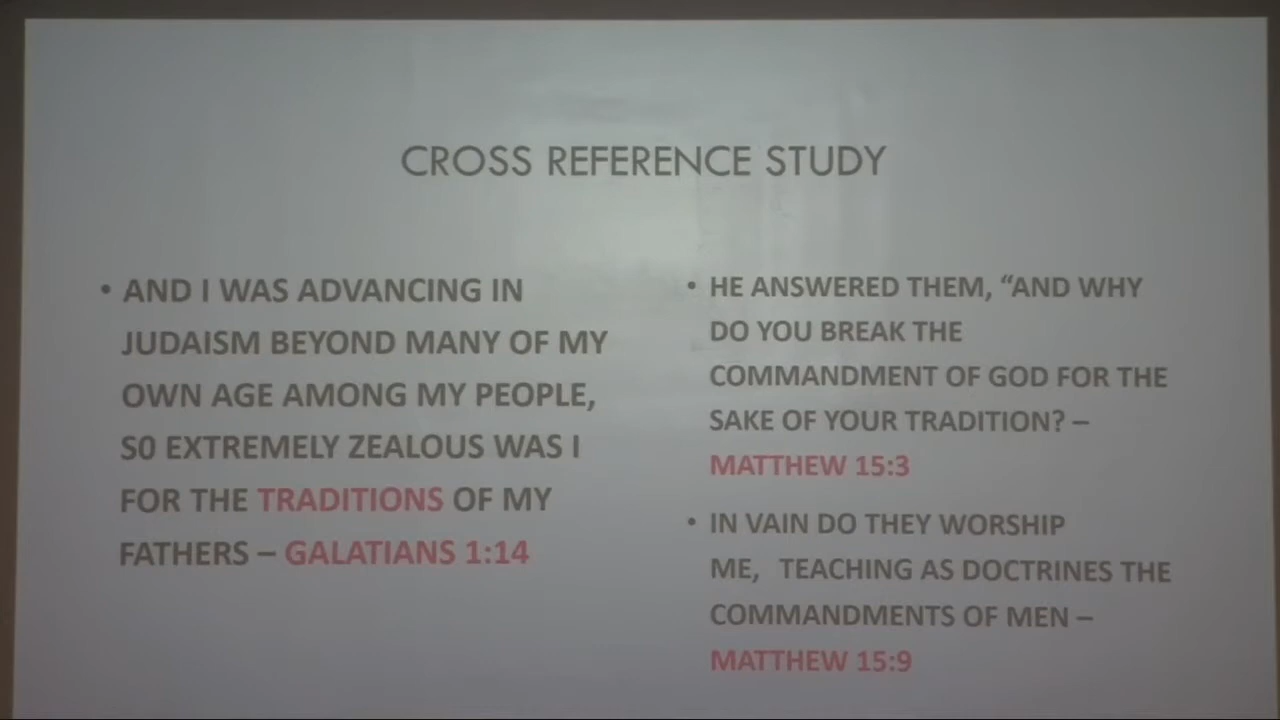 CROSS REFERENCE STUDY
• AND I WAS ADVANCING IN
JUDAISM BEYOND MANY OF MY
OWN AGE AMONG MY PEOPLE,
SO EXTREMELY ZEALOUS WAS I
FOR THE TRADITIONS OF MY
FATHERS – GALATIANS 1:14
• HE ANSWERED THEM, “AND WHY
DO YOU BREAK THE
COMMANDMENT OF GOD FOR THE
SAKE OF YOUR TRADITION? –
MATTHEW 15:3
• IN VAIN DO THEY WORSHIP
ME, TEACHING AS DOCTRINES THE
COMMANDMENTS OF MEN –
MATTHEW 15:9